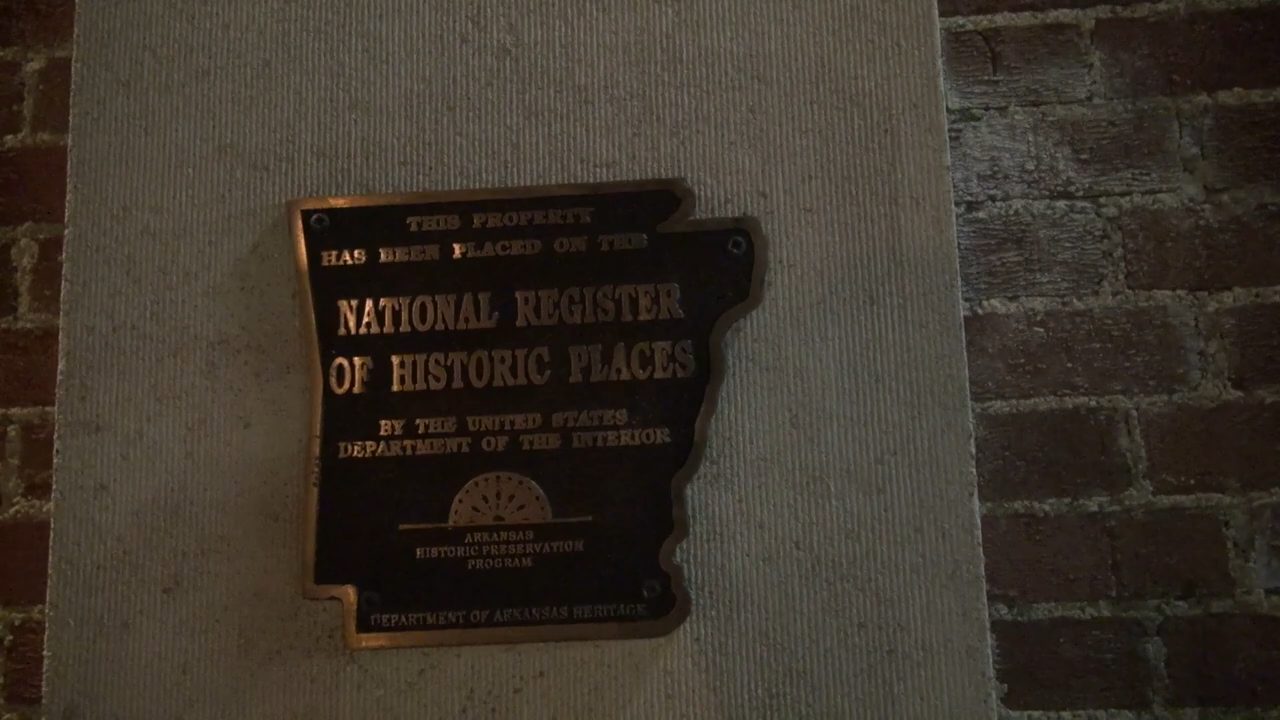 THIS PROPERTY
HAS BEEN PLACED ON THE
NATIONAL REGISTER
OF HISTORIC PLACES
BY THE UNITED STATES
DEPARTMENT OF THE INTERIOR
ARKANSAS
HISTORIC PRESERVATION
PROGRAM
DEPARTMENT OF ARKANSAS HERITAGE